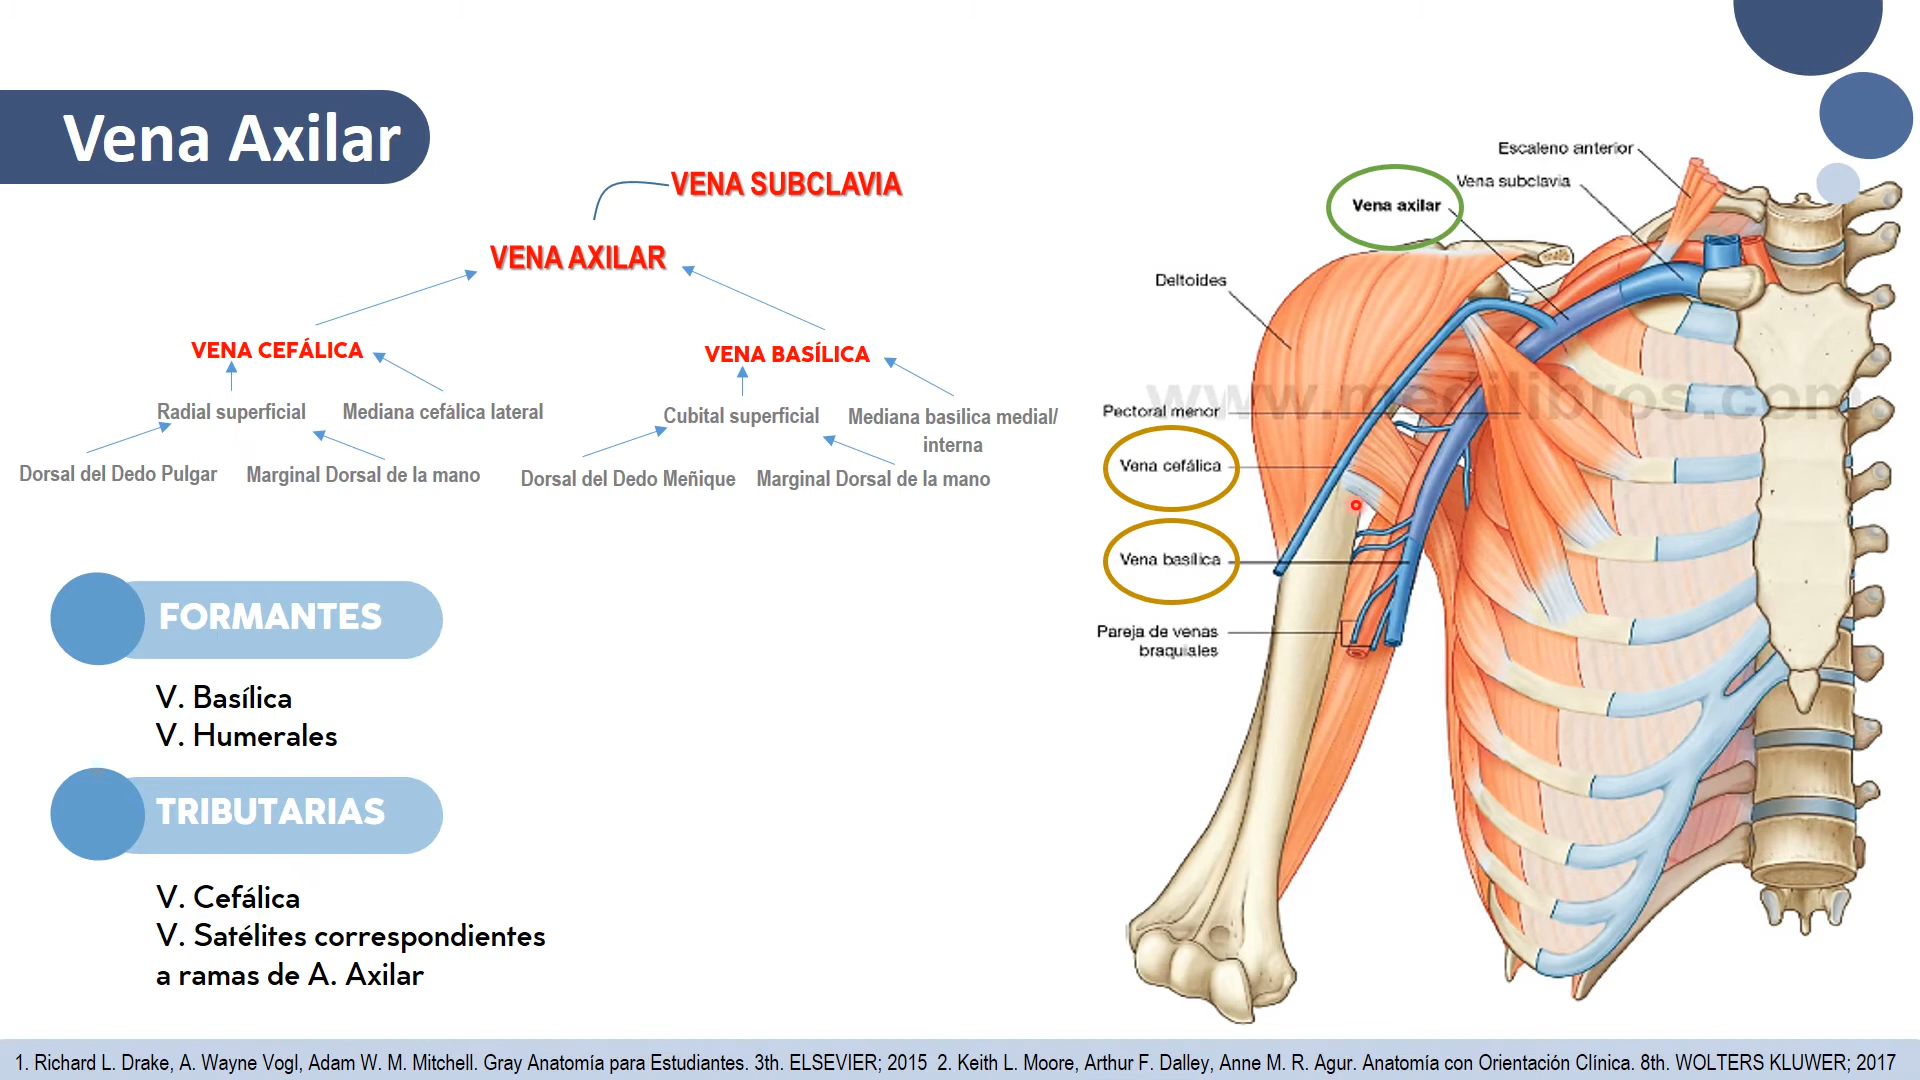 Vena Axilar
VENA SUBCLAVIA
VENA AXILAR
VENA CEFÁLICA
VENA BASÍLICA
Radial superficial
Mediana cefálica lateral
Cubital superficial
Mediana basílica medial/
interna
Dorsal del Dedo Pulgar
Marginal Dorsal de la mano
Dorsal del Dedo Meñique
Marginal Dorsal de la mano
FORMANTES
V. Basílica
V. Humerales
TRIBUTARIAS
V. Cefálica
V. Satélites correspondientes
a ramas de A. Axilar
Escaleno anterior
Vena subclavia
Vena axilar
Deltoides
www.medilibros.com
Pectoral menor
Vena cefálica
Vena basílica
Pareja de venas
braquiales
1. Richard L. Drake, A. Wayne Vogl, Adam W. M. Mitchell. Gray Anatomía para Estudiantes. 3th. ELSEVIER; 2015 2. Keith L. Moore, Arthur F. Dalley, Anne M. R. Agur. Anatomía con Orientación Clínica. 8th. WOLTERS KLUWER; 2017